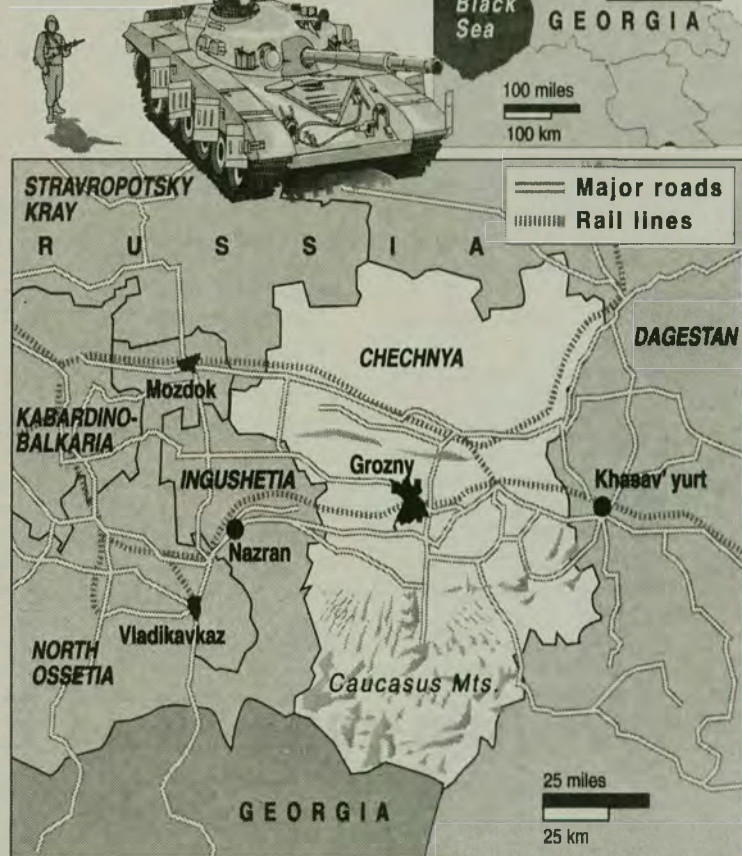 Black
Sea
GEORGIA
100 miles
100 km
Major roads
Rail lines
STRAVROPOTSKY
KRAY
RUSSIA
CHECHNYA
DAGESTAN
Mozdok
KABARDINO-
BALKARIA
INGUSHETIA
Grozny
Khasav' yurt
Nazran
Vladikavkaz
NORTH
OSSETIA
Caucasus Mts.
GEORGIA
25 miles
25 km